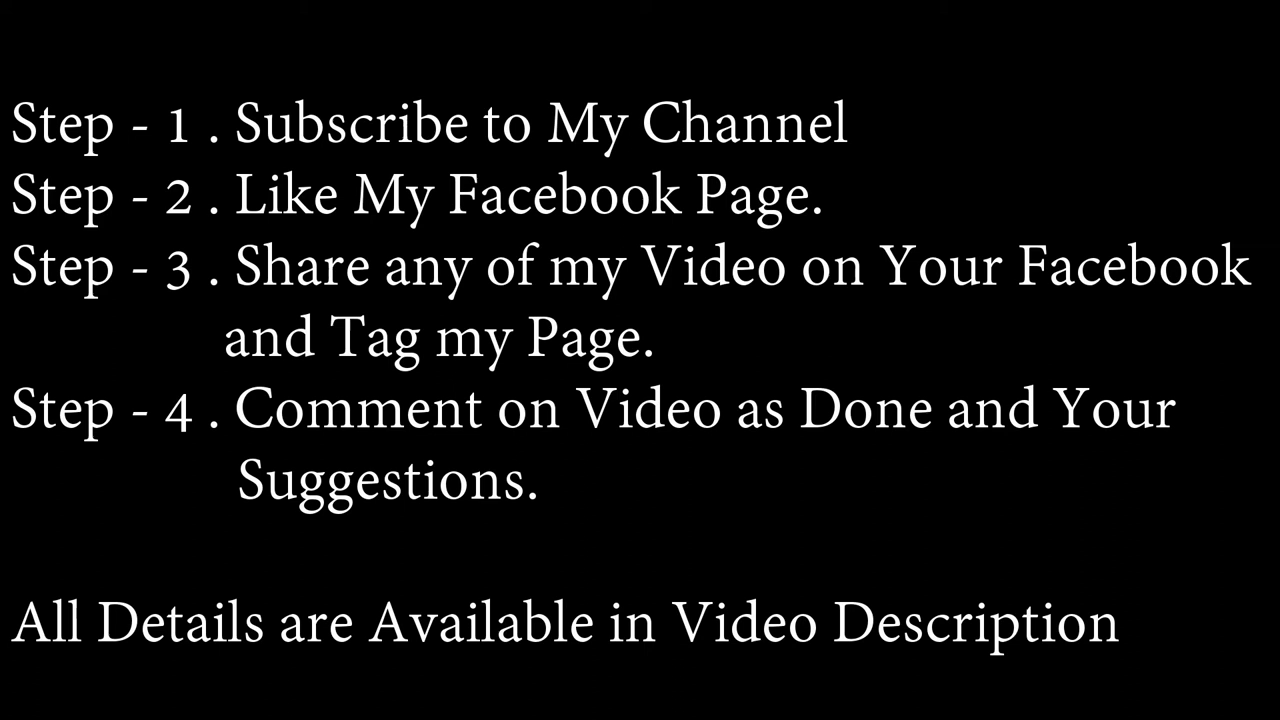 Step - 1 . Subscribe to My Channel
Step - 2 . Like My Facebook Page.
Step - 3 . Share any of my Video on Your Facebook
and Tag my Page.
Step - 4 . Comment on Video as Done and Your
Suggestions.
All Details are Available in Video Description